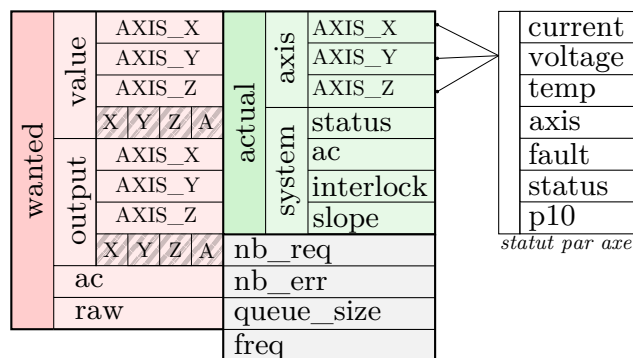 wanted
value
AXIS_X
AXIS_Y
AXIS_Z
X Y Z A
output
AXIS_X
AXIS_Y
AXIS_Z
X Y Z A
ac
raw
actual
axis
AXIS_X
AXIS_Y
AXIS_Z
system
status
ac
interlock
slope
nb_req
nb_err
queue_size
freq
current
voltage
temp
axis
fault
status
p10
statut par axe